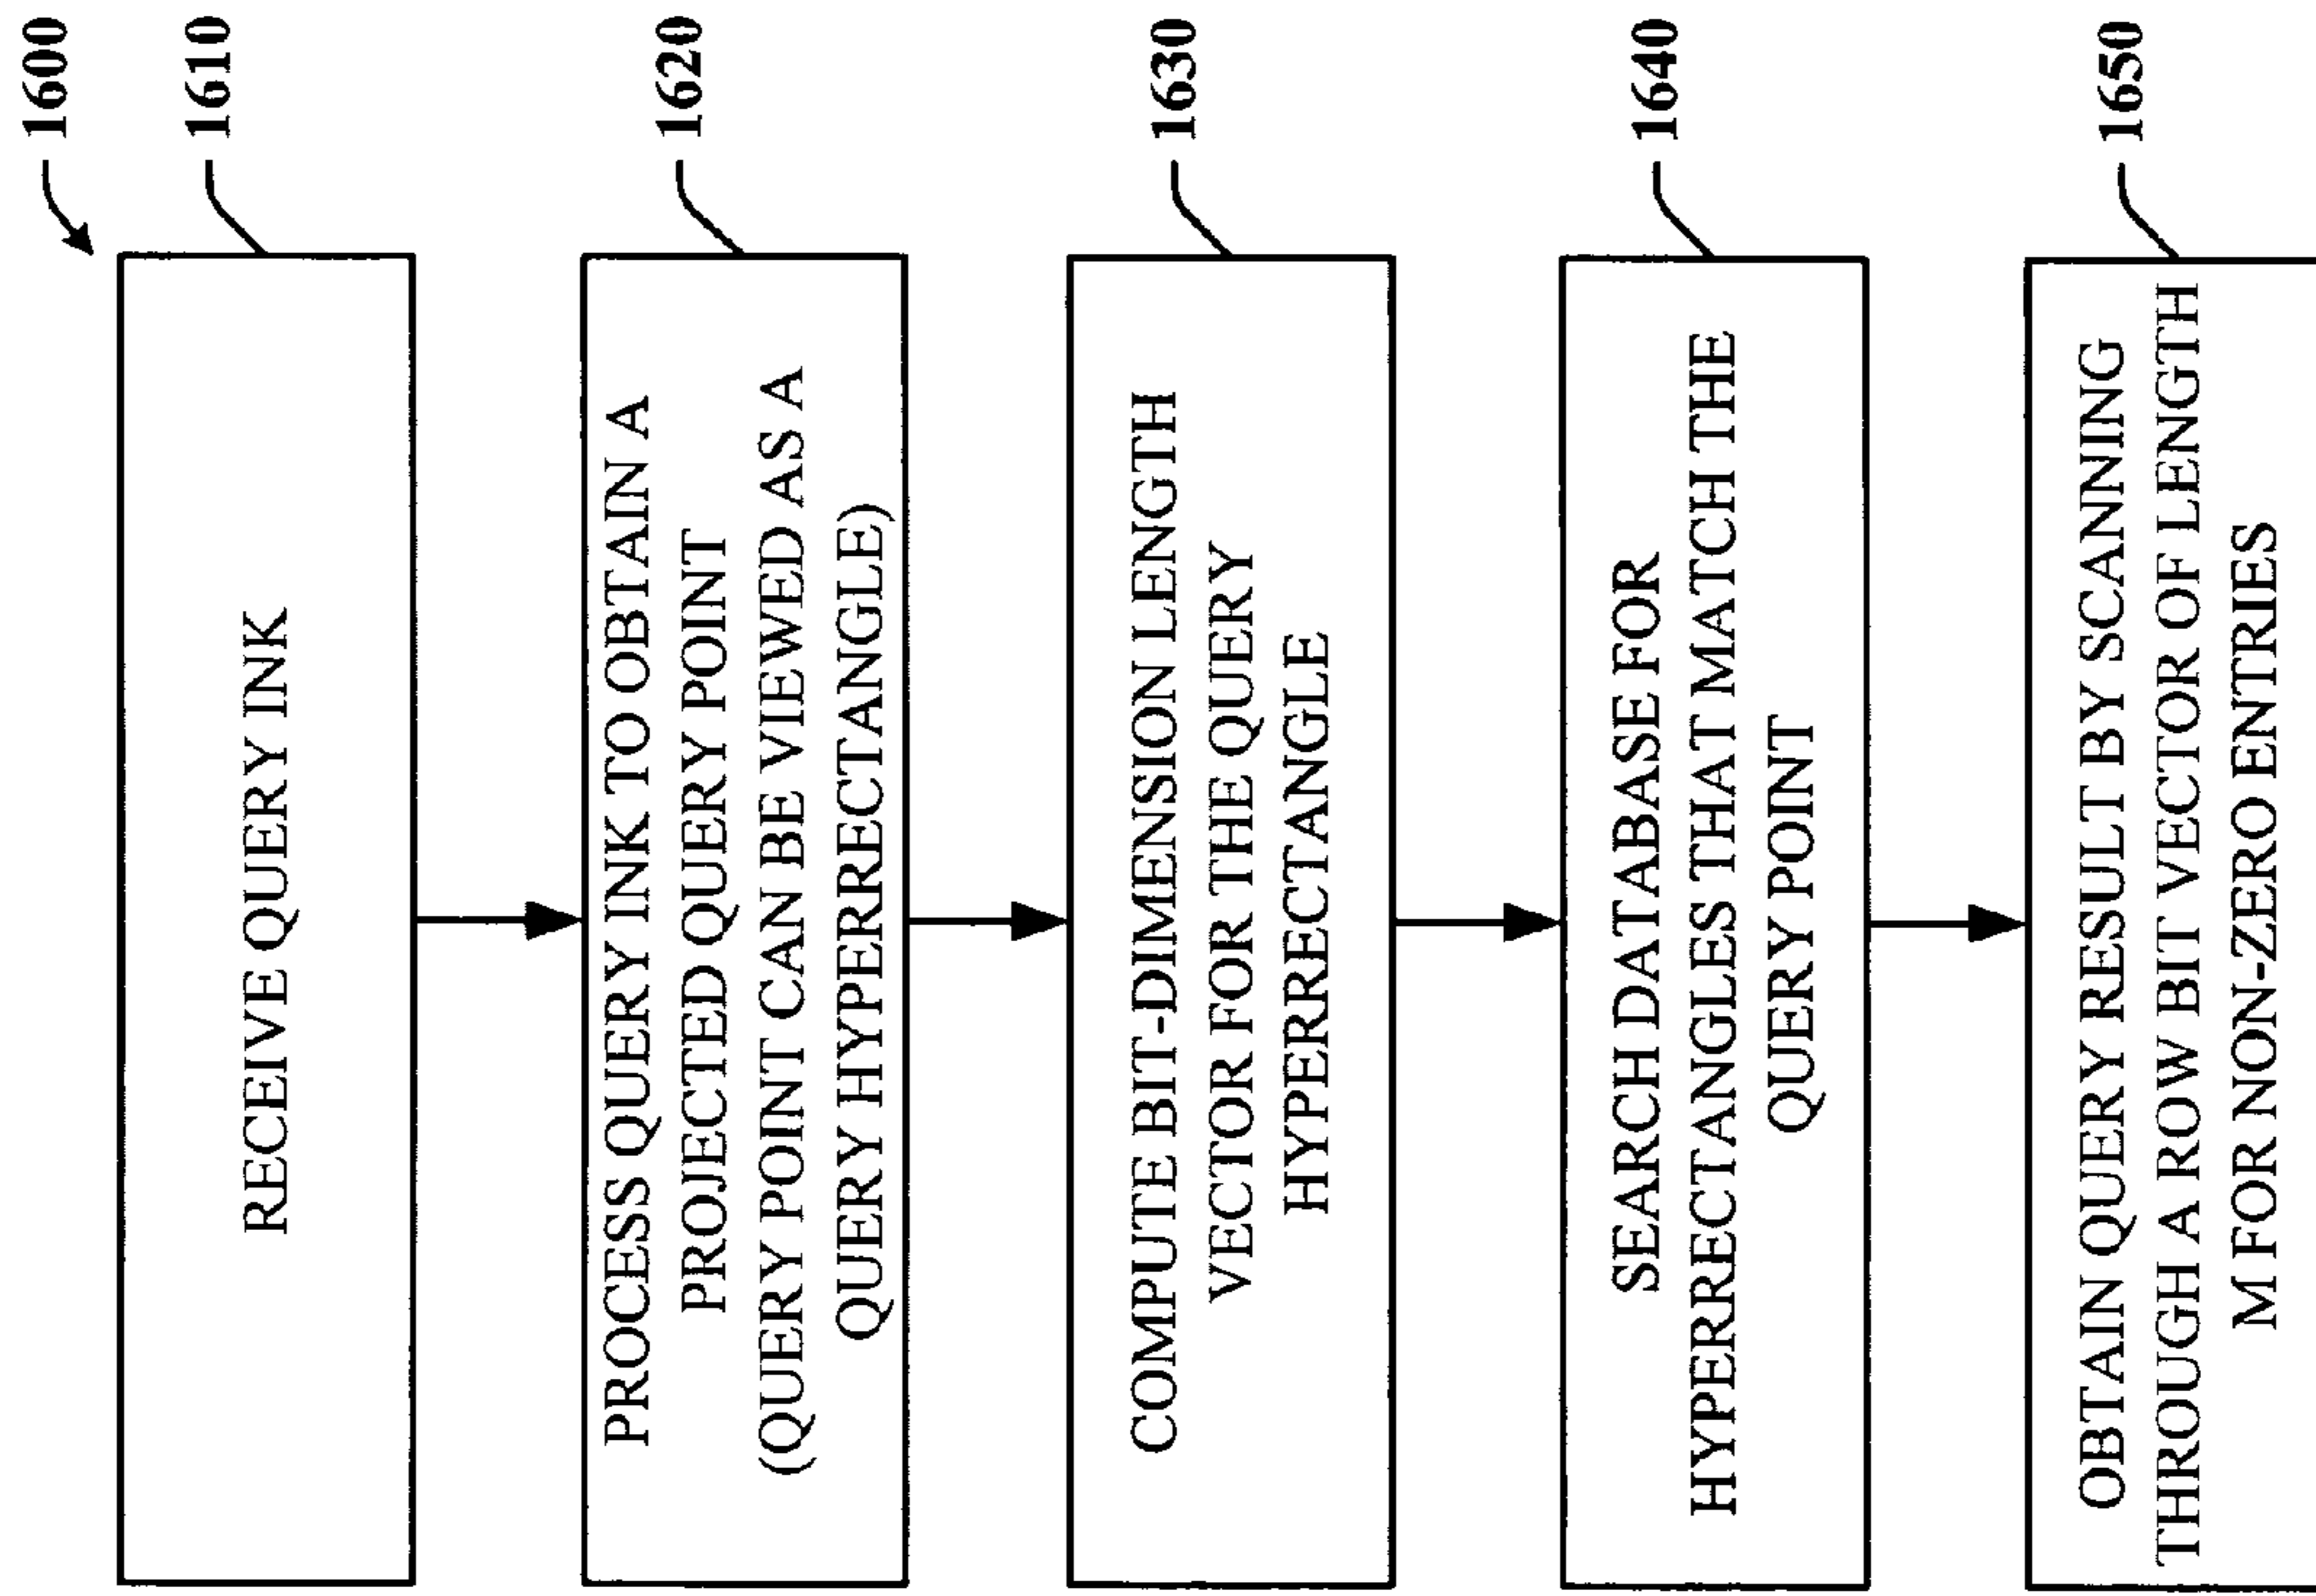 1600
RECEIVE QUERY INK
1610
PROCESS QUERY INK TO OBTAIN A
PROJECTED QUERY POINT
(QUERY POINT CAN BE VIEWED AS A
QUERY HYPERRECTANGLE)
1620
COMPUTE BIT-DIMENSION LENGTH
VECTOR FOR THE QUERY
HYPERRECTANGLE
1630
SEARCH DATABASE FOR
HYPERRECTANGLES THAT MATCH THE
QUERY POINT
1640
OBTAIN QUERY RESULT BY SCANNING
THROUGH A ROW BIT VECTOR OF LENGTH
M FOR NON-ZERO ENTRIES
1650